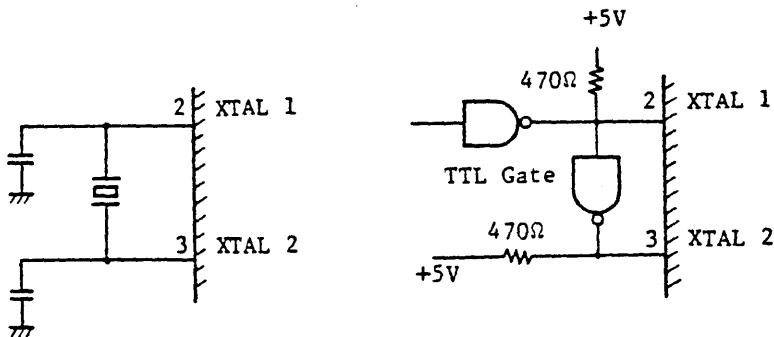 2 XTAL 1
3 XTAL 2
+5V
470Ω
2 XTAL 1
TTL Gate
470Ω
3 XTAL 2
+5V